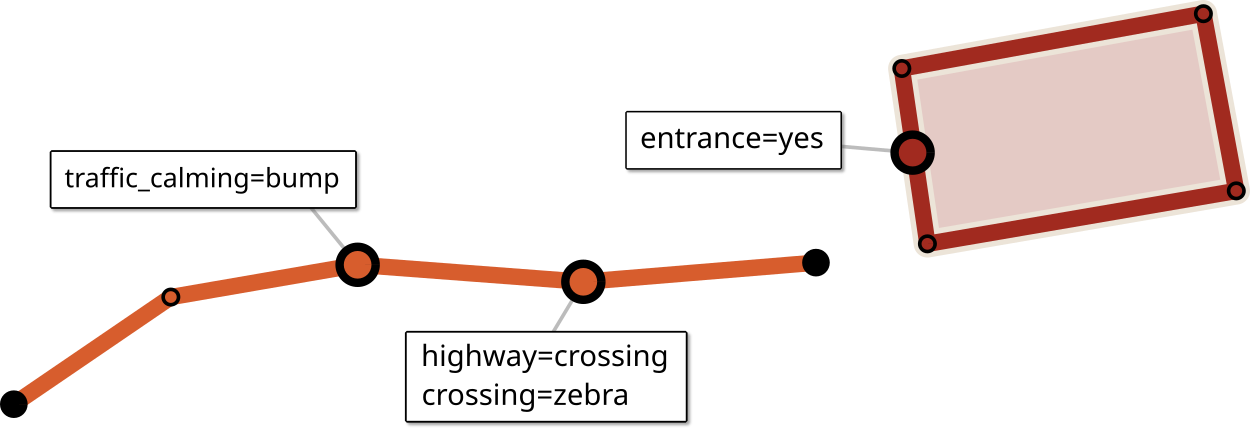 entrance=yes
traffic_calming=bump
highway=crossing
crossing=zebra